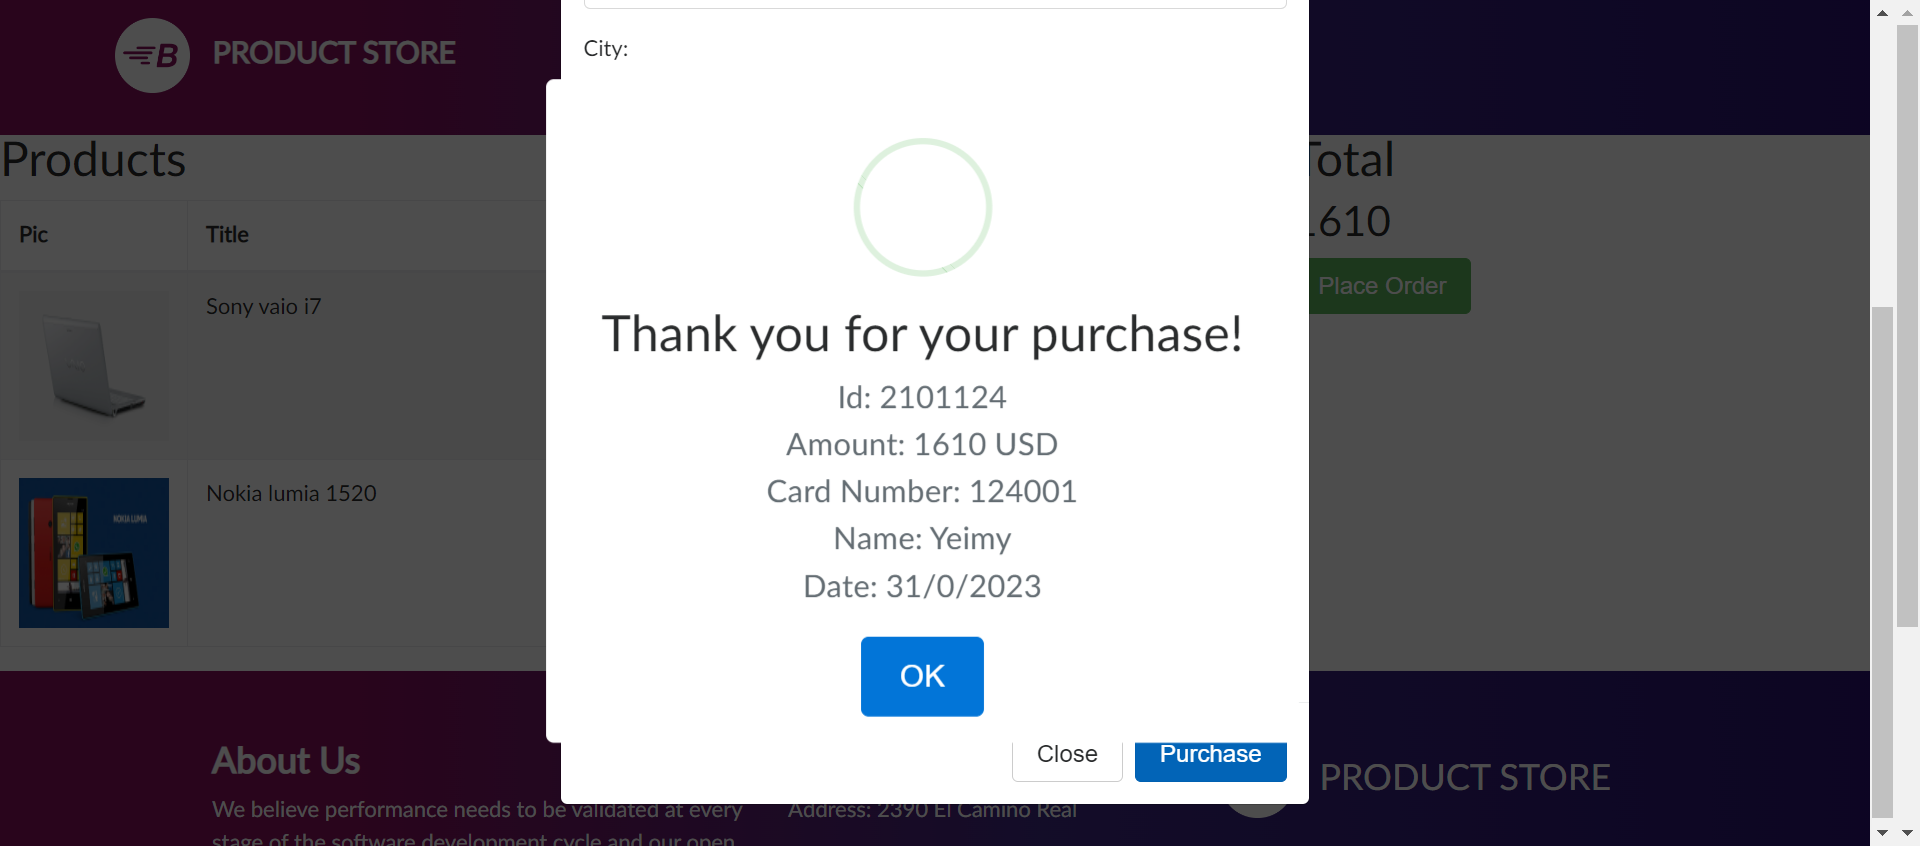 B PRODUCT STORE
City:
Products
Total
1610
Place Order
Pic Title
Sony vaio i7
Nokia lumia 1520
NOKIA LUMIA
Thank you for your purchase!
Id: 2101124
Amount: 1610 USD
Card Number: 124001
Name: Yeimy
Date: 31/0/2023
OK
Close Purchase
About Us
We believe performance needs to be validated at every
stage of the software development cycle and our open
Address: 2390 El Camino Real
PRODUCT STORE